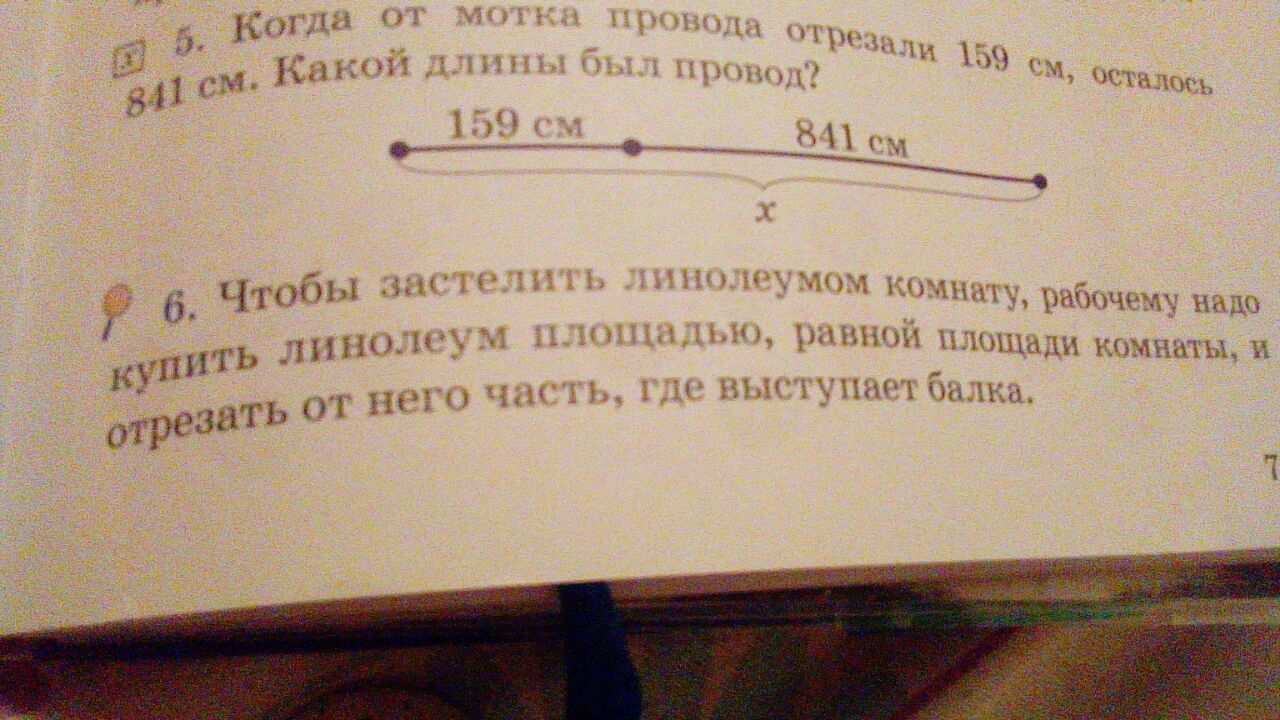 x 5. Когда от мотка провода отрезали 159 см, осталось
841 см. Какой длины был провод?
159 см 841 см
x
6. Чтобы застелить линолеумом комнату, рабочему надо
купить линолеум площадью, равной площади комнаты, и
отрезать от него часть, где выступает балка.
7